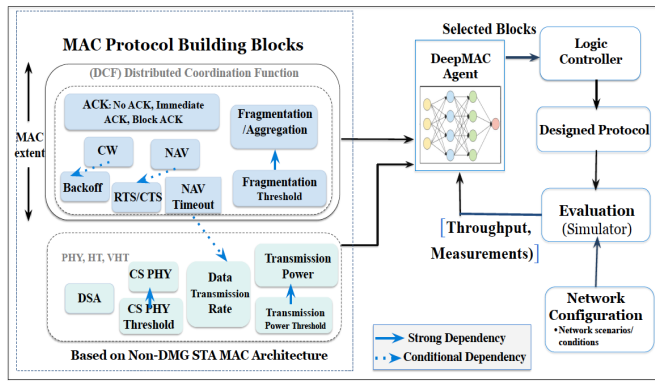 MAC Protocol Building Blocks
(DCF) Distributed Coordination Function
ACK: No ACK, Immediate
ACK, Block ACK
Fragmentation
/Aggregation
CW
NAV
Backoff
RTS/CTS
NAV
Timeout
Fragmentation
Threshold
MAC
extent
PHY, HT, VHT
DSA
CS PHY
CS PHY
Threshold
Data
Transmission
Rate
Transmission
Power
Transmission
Power Threshold
Based on Non-DMG STA MAC Architecture
Selected Blocks
DeepMAC
Agent
Logic
Controller
Designed Protocol
Evaluation
(Simulator)
[Throughput,
Measurements)]
Network
Configuration
•Network scenarios/
conditions
Strong Dependency
Conditional Dependency